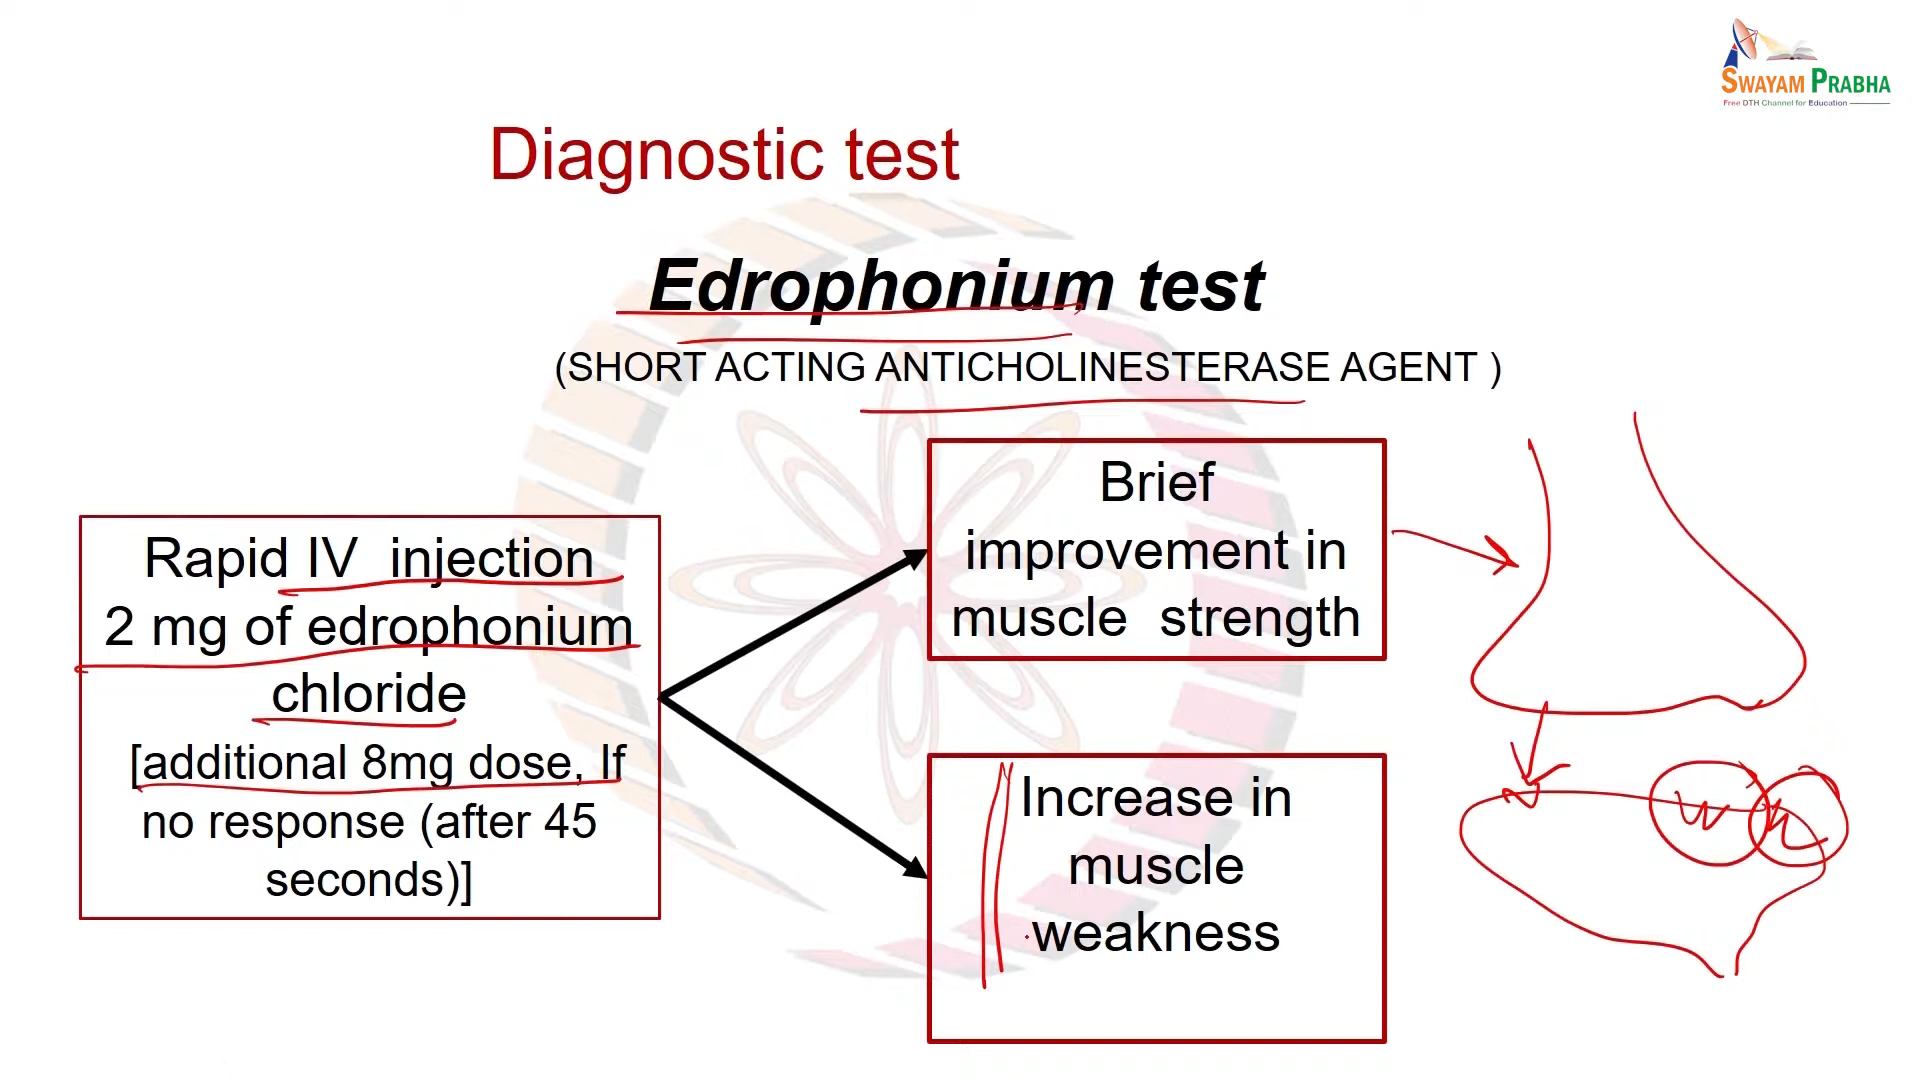 SWAYAM PRABHA
Free DTH Channel for Education
Diagnostic test
Edrophonium test
(SHORT ACTING ANTICHOLINESTERASE AGENT )
Rapid IV injection
2 mg of edrophonium
chloride
[additional 8mg dose, If
no response (after 45
seconds)]
Brief
improvement in
muscle strength
Increase in
muscle
weakness